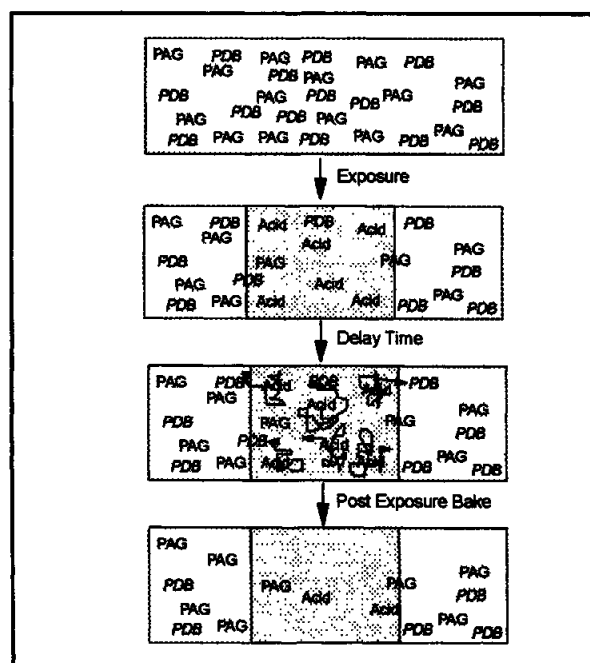 PAG PDB PAG PDB PAG PDB
PAG PDB PAG PAG
PDB PAG PDB PDB PAG PDB
PAG PDB PDB PAG
PDB PAG PAG PDB PAG PDB PAG PDB
Exposure
PAG PDB Acid PDB Acid PDB
PAG Acid
PDB PAG PAG PAG
PAG PDB Acid PDB
PDB PAG Acid Acid PDB PAG PDB
Delay Time
PAG PDB Acid Acid PDB
PAG Acid
PDB PAG PAG PAG
PAG PDB Acid PDB
PDB PAG PDB PAG PDB
Post Exposure Bake
PAG PAG
PAG PAG PAG
PDB Acid PDB
PAG Acid PAG
PDB PAG PDB PDB